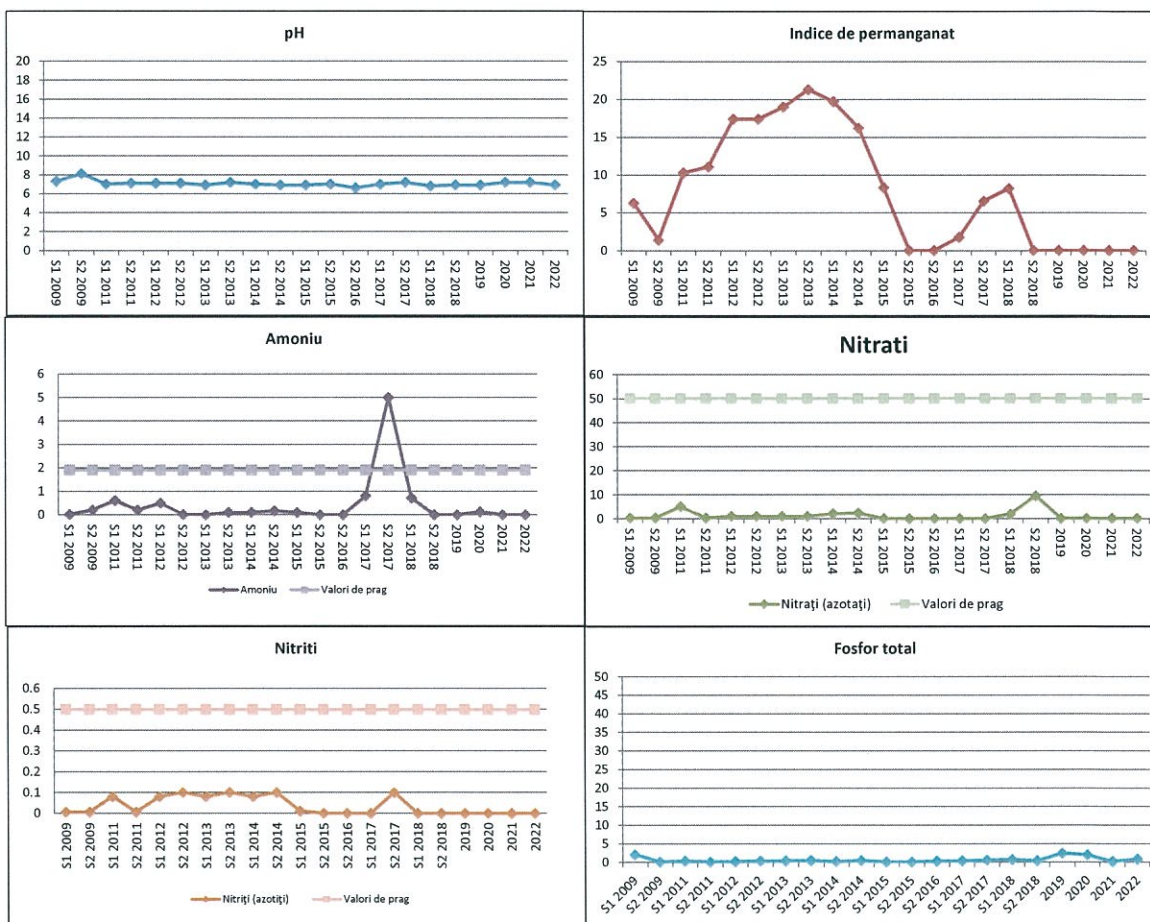 pH
20
18
16
14
12
10
8
6
4
2
0
S1 2009
S2 2009
S1 2011
S2 2011
S1 2012
S2 2012
S1 2013
S2 2013
S1 2014
S2 2014
S1 2015
S2 2015
S2 2016
S1 2017
S2 2017
S1 2018
S2 2018
2019
2020
2021
2022
Indice de permanganat
25
20
15
10
5
0
S1 2009
S2 2009
S1 2011
S2 2011
S1 2012
S2 2012
S1 2013
S2 2013
S1 2014
S2 2014
S1 2015
S2 2015
S2 2016
S1 2017
S2 2017
S1 2018
S2 2018
2019
2020
2021
2022
Amoniu
6
5
4
3
2
1
0
S1 2009
S2 2009
S1 2011
S2 2011
S1 2012
S2 2012
S1 2013
S2 2013
S1 2014
S2 2014
S1 2015
S2 2015
S2 2016
S1 2017
S2 2017
S1 2018
S2 2018
2019
2020
2021
2022
Amoniu
Valori de prag
Nitrati
60
50
40
30
20
10
0
S1 2009
S2 2009
S1 2011
S2 2011
S1 2012
S2 2012
S1 2013
S2 2013
S1 2014
S2 2014
S1 2015
S2 2015
S2 2016
S1 2017
S2 2017
S1 2018
S2 2018
2019
2020
2021
2022
Nitrați (azotați)
Valori de prag
Nitriti
0.6
0.5
0.4
0.3
0.2
0.1
0
S1 2009
S2 2009
S1 2011
S2 2011
S1 2012
S2 2012
S1 2013
S2 2013
S1 2014
S2 2014
S1 2015
S2 2015
S2 2016
S1 2017
S2 2017
S1 2018
S2 2018
2019
2020
2021
2022
Nitriți (azotiți)
Valori de prag
Fosfor total
50
45
40
35
30
25
20
15
10
5
0
S1 2009
S2 2009
S1 2011
S2 2011
S1 2012
S2 2012
S1 2013
S2 2013
S1 2014
S2 2014
S1 2015
S2 2015
S2 2016
S1 2017
S2 2017
S1 2018
S2 2018
2019
2020
2021
2022